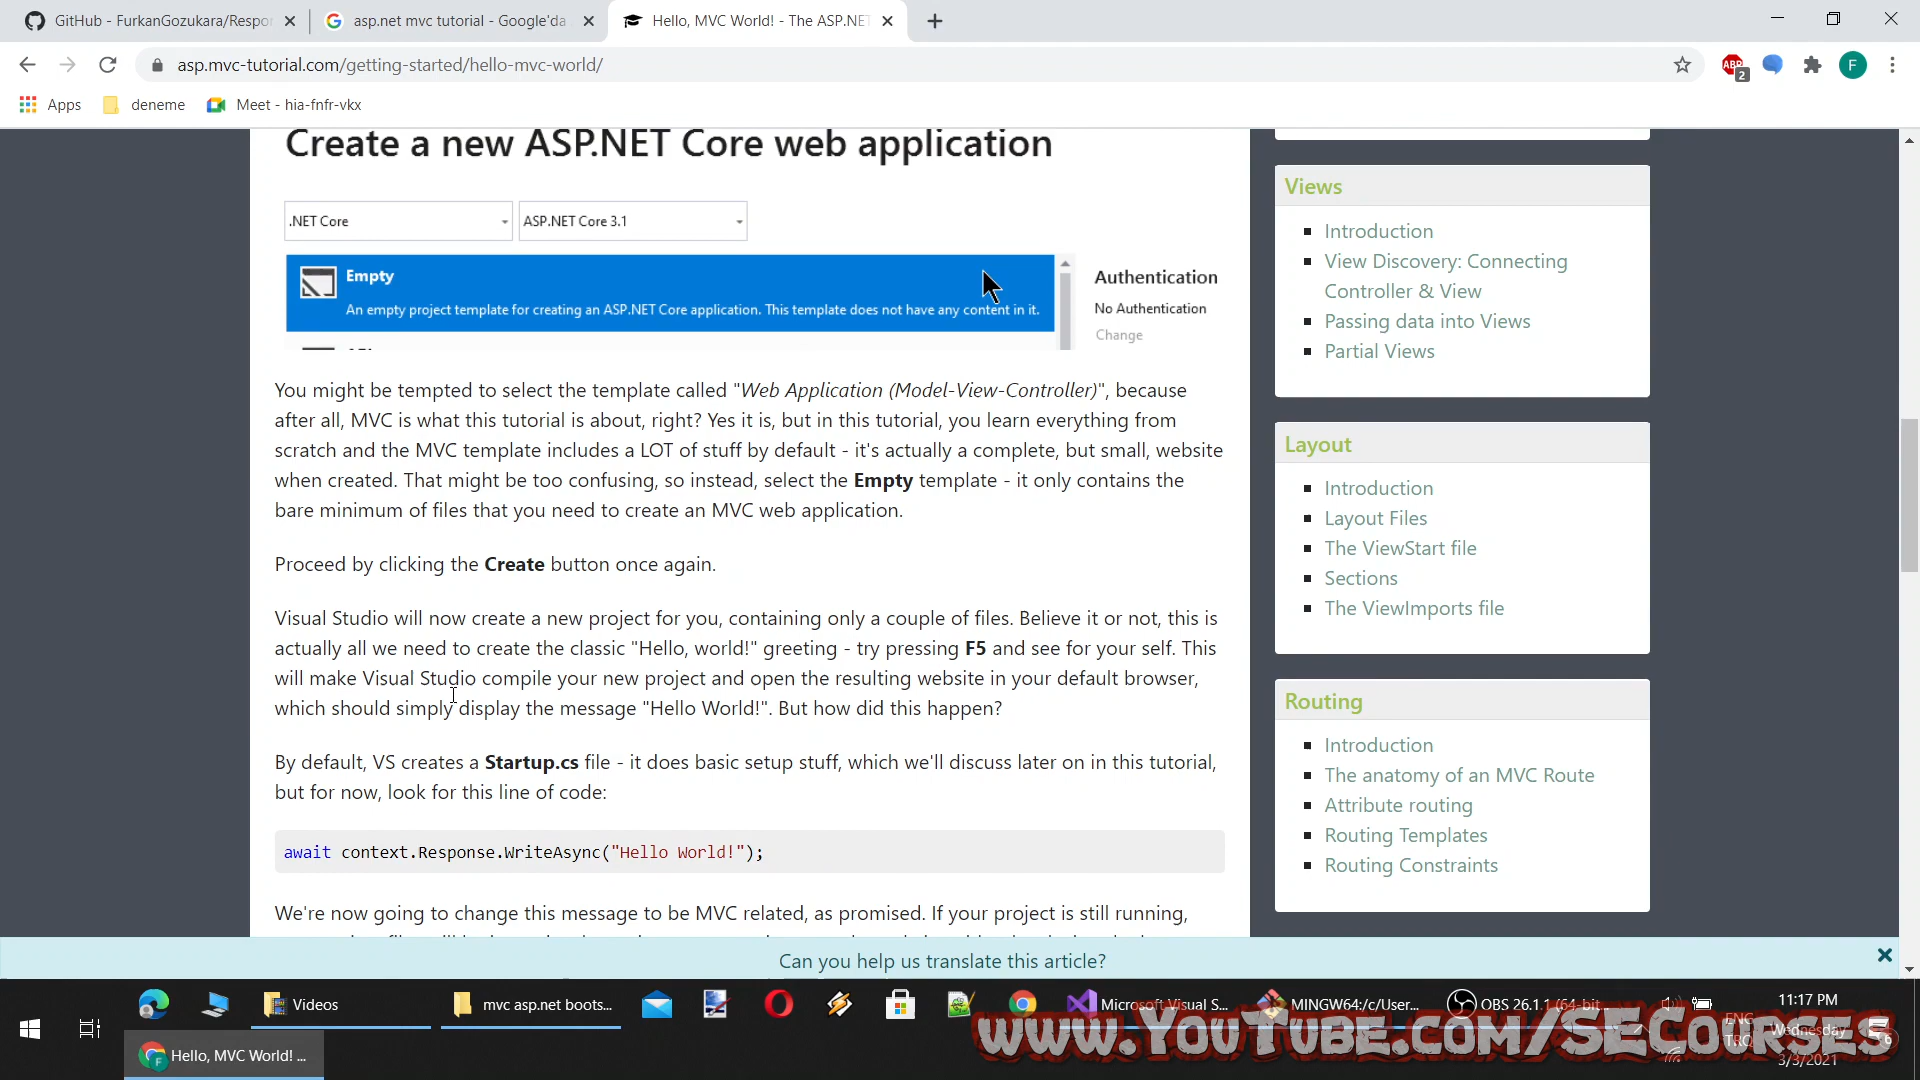 GitHub - FurkanGozukara/Respon
asp.net mvc tutorial - Google'da
Hello, MVC World! - The ASP.NET
asp.mvc-tutorial.com/getting-started/hello-mvc-world/
ABP
2
F
Apps
deneme
Meet - hia-fnfr-vkx
Create a new ASP.NET Core web application
.NET Core
ASP.NET Core 3.1
Empty
An empty project template for creating an ASP.NET Core application. This template does not have any content in it.
Authentication
No Authentication
Change
You might be tempted to select the template called "Web Application (Model-View-Controller)", because
after all, MVC is what this tutorial is about, right? Yes it is, but in this tutorial, you learn everything from
scratch and the MVC template includes a LOT of stuff by default - it's actually a complete, but small, website
when created. That might be too confusing, so instead, select the Empty template - it only contains the
bare minimum of files that you need to create an MVC web application.
Proceed by clicking the Create button once again.
Visual Studio will now create a new project for you, containing only a couple of files. Believe it or not, this is
actually all we need to create the classic "Hello, world!" greeting - try pressing F5 and see for your self. This
will make Visual Studio compile your new project and open the resulting website in your default browser,
which should simply display the message "Hello World!". But how did this happen?
By default, VS creates a Startup.cs file - it does basic setup stuff, which we'll discuss later on in this tutorial,
but for now, look for this line of code:
await context.Response.WriteAsync("Hello World!");
We're now going to change this message to be MVC related, as promised. If your project is still running,
Views
Introduction
View Discovery: Connecting
Controller & View
Passing data into Views
Partial Views
Layout
Introduction
Layout Files
The ViewStart file
Sections
The ViewImports file
Routing
Introduction
The anatomy of an MVC Route
Attribute routing
Routing Templates
Routing Constraints
Can you help us translate this article?
Videos
mvc asp.net boots...
Microsoft Visual S...
MINGW64:/c/User...
OBS 26.1.1 (64-bit...
11:17 PM
ENG
Wednesday
TRQ
3/3/2021
Hello, MVC World! ...
www.YouTube.com/SECourses